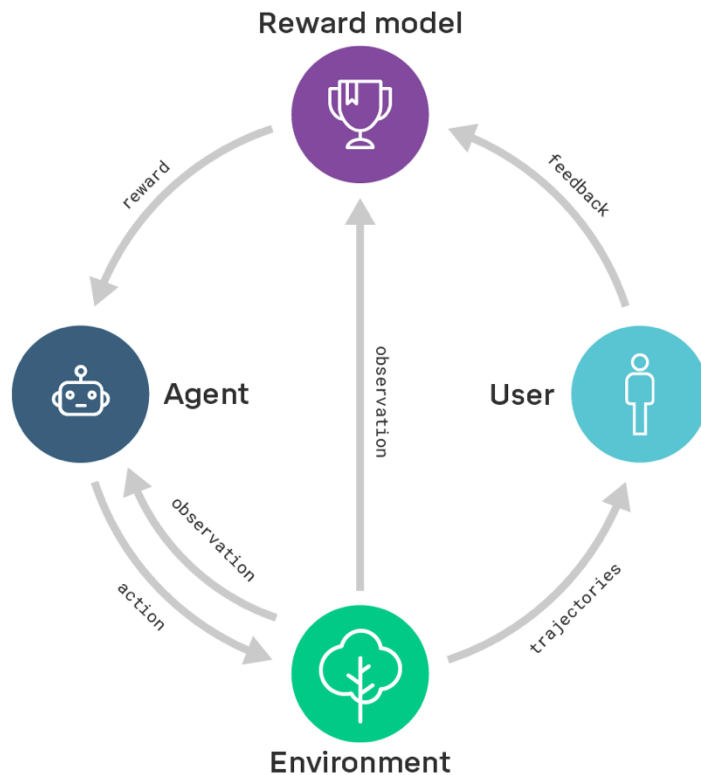 Reward model
reward
feedback
observation
Agent
User
observation
action
trajectories
Environment